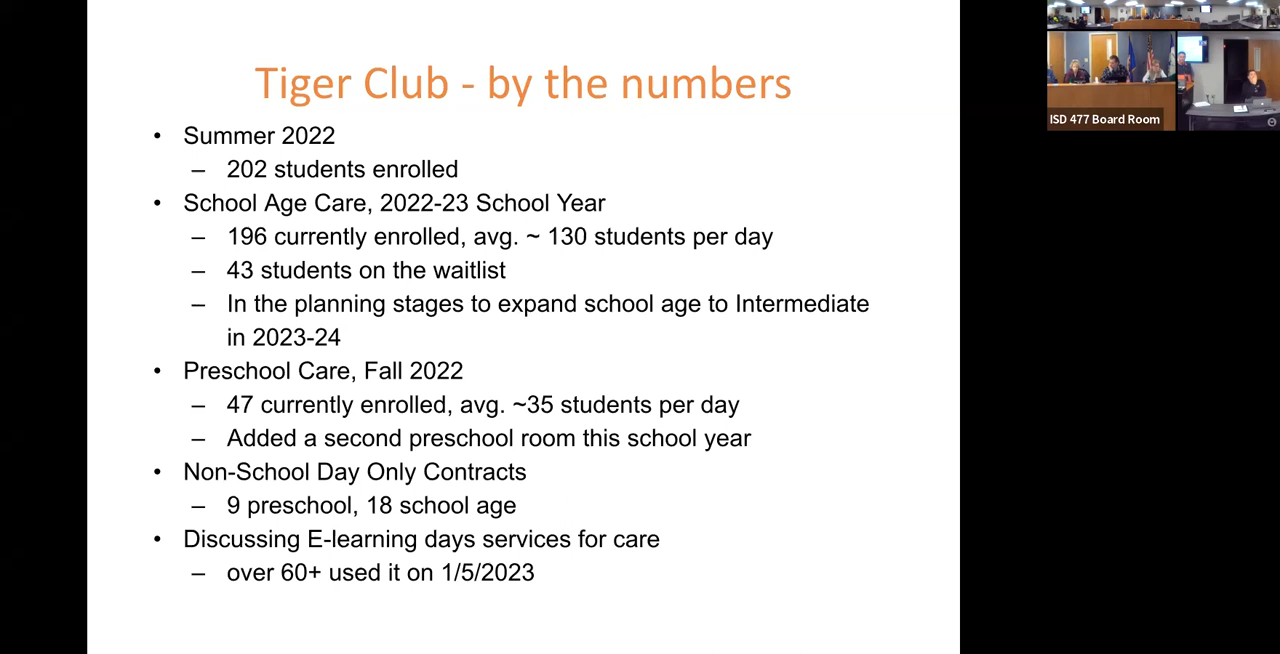 Tiger Club - by the numbers
• Summer 2022
– 202 students enrolled
• School Age Care, 2022-23 School Year
– 196 currently enrolled, avg. ~ 130 students per day
– 43 students on the waitlist
– In the planning stages to expand school age to Intermediate
in 2023-24
• Preschool Care, Fall 2022
– 47 currently enrolled, avg. ~35 students per day
– Added a second preschool room this school year
• Non-School Day Only Contracts
– 9 preschool, 18 school age
• Discussing E-learning days services for care
– over 60+ used it on 1/5/2023
ISD 477 Board Room